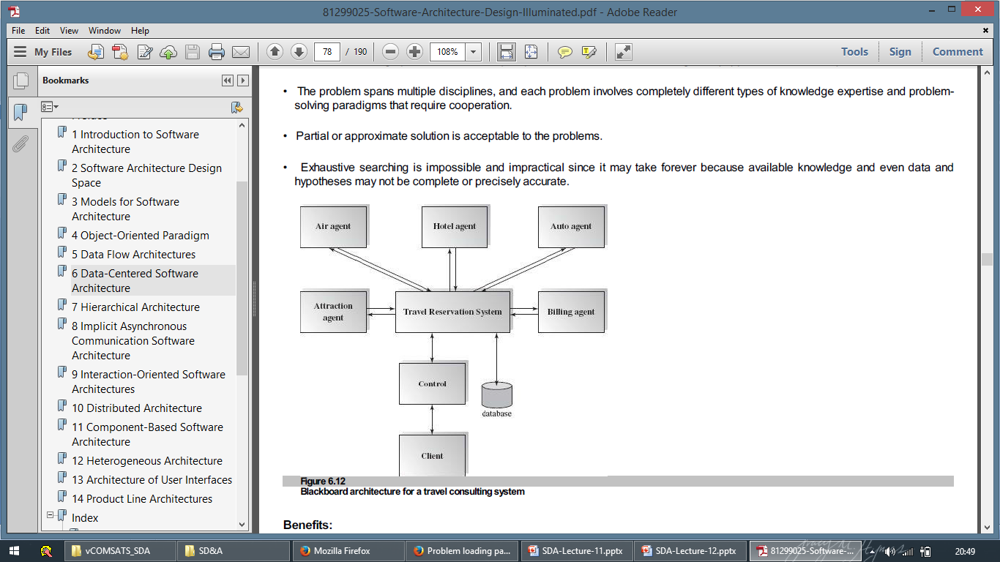 81299025-Software-Architecture-Design-Illuminated.pdf - Adobe Reader
File Edit View Window Help
My Files
78 / 190
108%
Tools Sign Comment
Bookmarks
1 Introduction to Software
Architecture
2 Software Architecture Design
Space
3 Models for Software
Architecture
4 Object-Oriented Paradigm
5 Data Flow Architectures
6 Data-Centered Software
Architecture
7 Hierarchical Architecture
8 Implicit Asynchronous
Communication Software
Architecture
9 Interaction-Oriented Software
Architectures
10 Distributed Architecture
11 Component-Based Software
Architecture
12 Heterogeneous Architecture
13 Architecture of User Interfaces
14 Product Line Architectures
Index
• The problem spans multiple disciplines, and each problem involves completely different types of knowledge expertise and problem-
solving paradigms that require cooperation.
• Partial or approximate solution is acceptable to the problems.
• Exhaustive searching is impossible and impractical since it may take forever because available knowledge and even data and
hypotheses may not be complete or precisely accurate.
Air agent
Hotel agent
Auto agent
Attraction
agent
Travel Reservation System
Billing agent
Control
database
Client
Figure 6.12
Blackboard architecture for a travel consulting system
Benefits:
vCOMSATS_SDA
SD&A
Mozilla Firefox
Problem loading pa...
SDA-Lecture-11.pptx
SDA-Lecture-12.pptx
81299025-Software-...
20:49